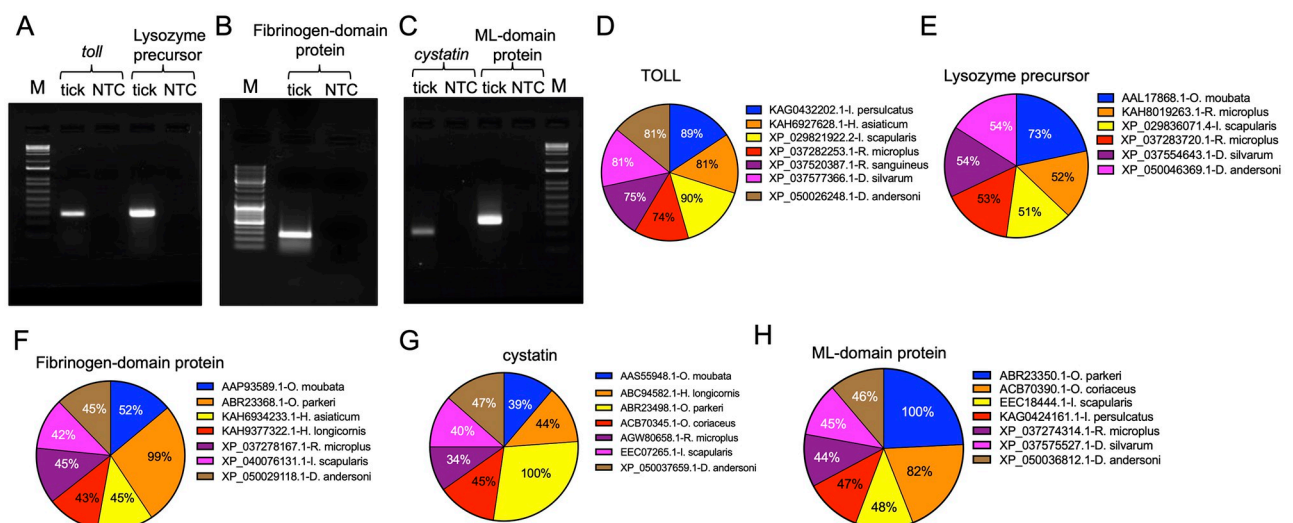 A
toll
Lysozyme
precursor
M
tick NTC tick NTC
B
Fibrinogen-domain
protein
M
tick NTC
C
cystatin
ML-domain
protein
tick NTC tick NTC
M
D
TOLL
81%
89%
81%
81%
75%
90%
74%
KAG0432202.1-I. persulcatus
KAH6927628.1-H. asiaticum
XP_029821922.2-I. scapularis
XP_037282253.1-R. microplus
XP_037520387.1-R. sanguineus
XP_037577366.1-D. silvarum
XP_050026248.1-D. andersoni
E
Lysozyme precursor
54%
73%
54%
52%
53%
51%
AAL17868.1-O. moubata
KAH8019263.1-R. microplus
XP_029836071.4-I. scapularis
XP_037283720.1-R. microplus
XP_037554643.1-D. silvarum
XP_050046369.1-D. andersoni
F
Fibrinogen-domain protein
45%
52%
42%
99%
45%
43%
45%
AAP93589.1-O. moubata
ABR23368.1-O. parkeri
KAH6934233.1-H. asiaticum
KAH9377322.1-H. longicornis
XP_037278167.1-R. microplus
XP_040076131.1-I. scapularis
XP_050029118.1-D. andersoni
G
cystatin
47%
39%
40%
44%
34%
45%
100%
AAS55948.1-O. moubata
ABC94582.1-H. longicornis
ABR23498.1-O. parkeri
ACB70345.1-O. coriaceus
AGW80658.1-R. microplus
EEC07265.1-I. scapularis
XP_050037659.1-D. andersoni
H
ML-domain protein
46%
100%
45%
44%
82%
47%
48%
ABR23350.1-O. parkeri
ACB70390.1-O. coriaceus
EEC18444.1-I. scapularis
KAG0424161.1-I. persulcatus
XP_037274314.1-R. microplus
XP_037575527.1-D. silvarum
XP_050036812.1-D. andersoni